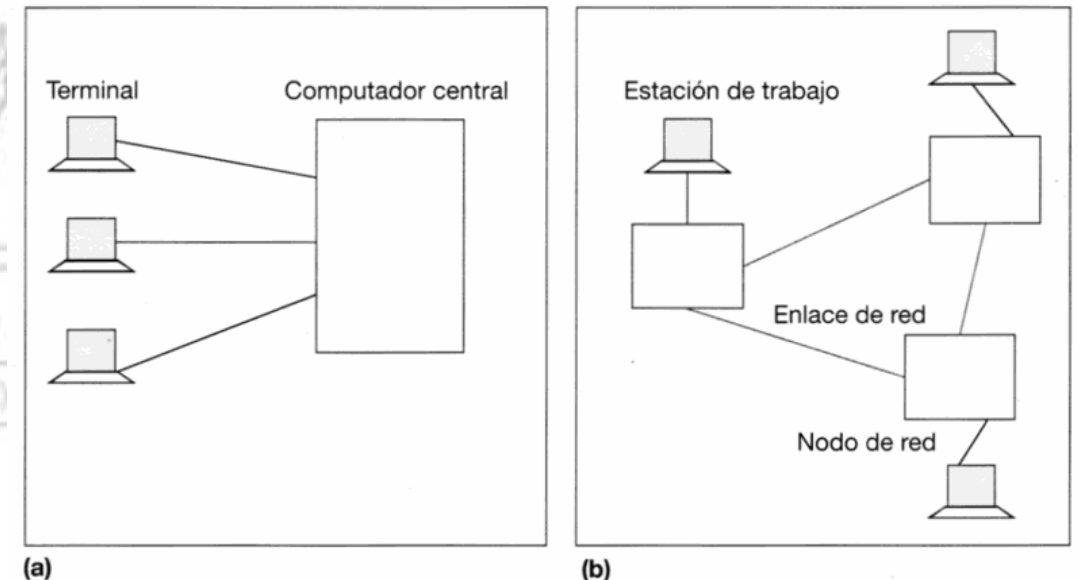 Terminal
Computador central
(a)
Estación de trabajo
Enlace de red
Nodo de red
(b)